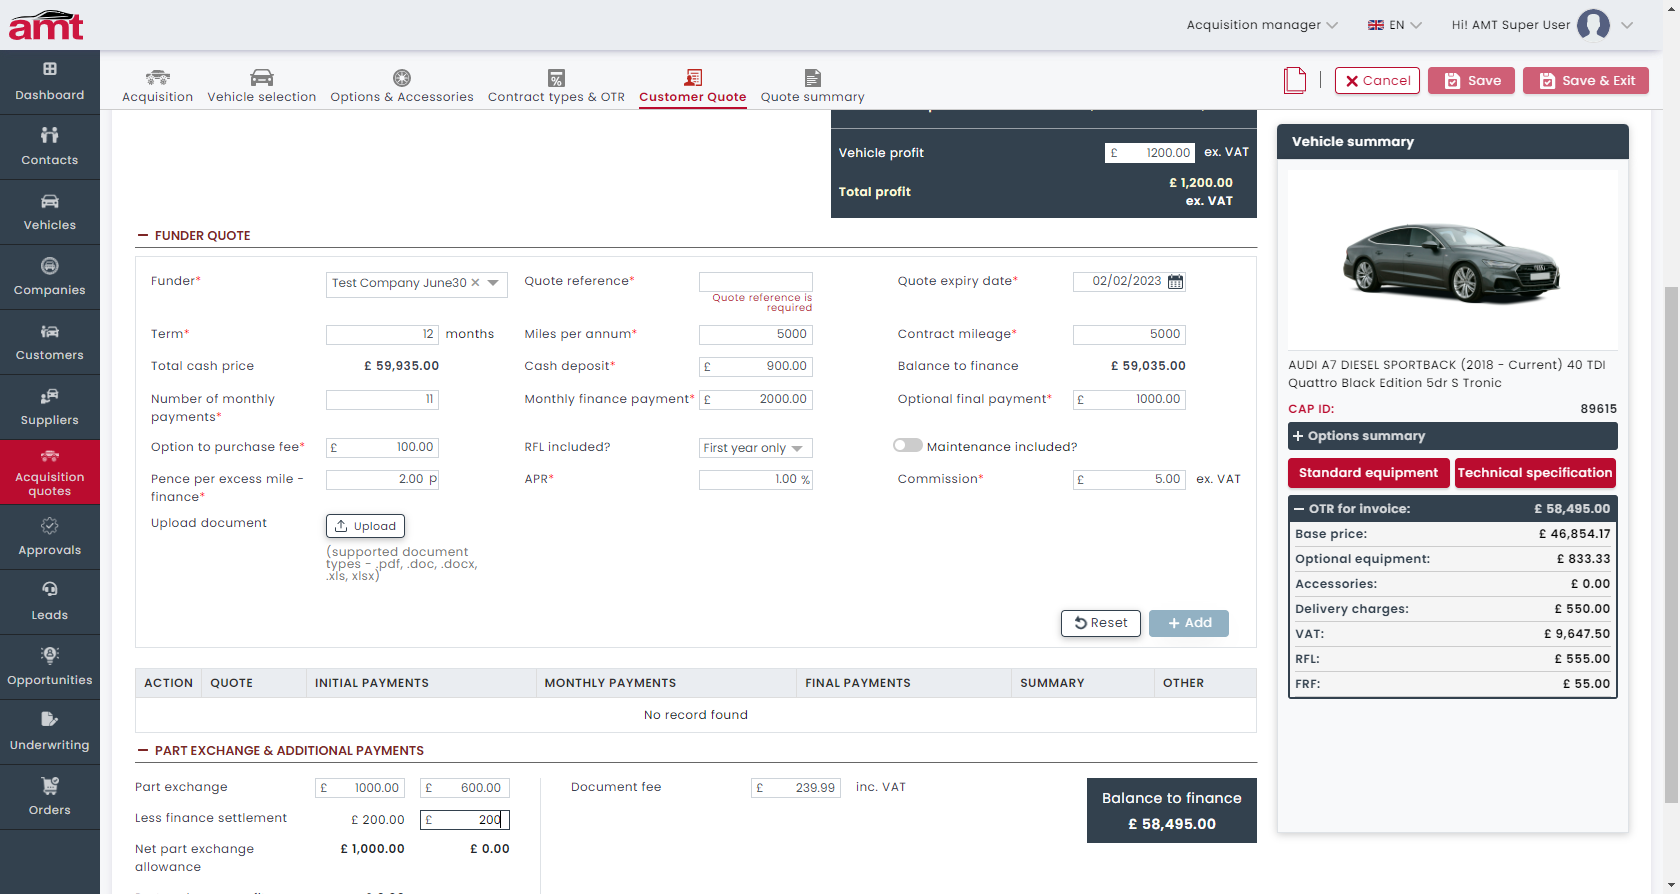 amt
Acquisition manager
EN
Hi! AMT Super User
Dashboard
Contacts
Vehicles
Companies
Customers
Suppliers
Acquisition
quotes
Approvals
Leads
Opportunities
Underwriting
Orders
Acquisition
Vehicle selection
Options & Accessories
Contract types & OTR
Customer Quote
Quote summary
Cancel
Save
Save & Exit
Vehicle profit £ 1200.00 ex. VAT
Total profit £ 1,200.00
ex. VAT
FUNDER QUOTE
Funder* Test Company June30 Quote reference* Quote expiry date* 02/02/2023
Quote reference is
required
Term* 12 months Miles per annum* 5000 Contract mileage* 5000
Total cash price £ 59,935.00 Cash deposit* £ 900.00 Balance to finance £ 59,035.00
Number of monthly
payments* 11 Monthly finance payment* £ 2000.00 Optional final payment* £ 1000.00
Option to purchase fee* £ 100.00 RFL included? First year only Maintenance included?
Pence per excess mile -
finance* 2.00 p APR* 1.00 % Commission* £ 5.00 ex. VAT
Upload document Upload
(supported document
types - .pdf, .doc, .docx,
.xls, xlsx)
Reset
+ Add
ACTION QUOTE INITIAL PAYMENTS MONTHLY PAYMENTS FINAL PAYMENTS SUMMARY OTHER
No record found
PART EXCHANGE & ADDITIONAL PAYMENTS
Part exchange £ 1000.00 £ 600.00 Document fee £ 239.99 inc. VAT
Less finance settlement £ 200.00 £ 200
Net part exchange
allowance £ 1,000.00 £ 0.00
Balance to finance
£ 58,495.00
Vehicle summary
AUDI A7 DIESEL SPORTBACK (2018 - Current) 40 TDI
Quattro Black Edition 5dr S Tronic
CAP ID: 89615
+ Options summary
Standard equipment
Technical specification
OTR for invoice: £ 58,495.00
Base price: £ 46,854.17
Optional equipment: £ 833.33
Accessories: £ 0.00
Delivery charges: £ 550.00
VAT: £ 9,647.50
RFL: £ 555.00
FRF: £ 55.00